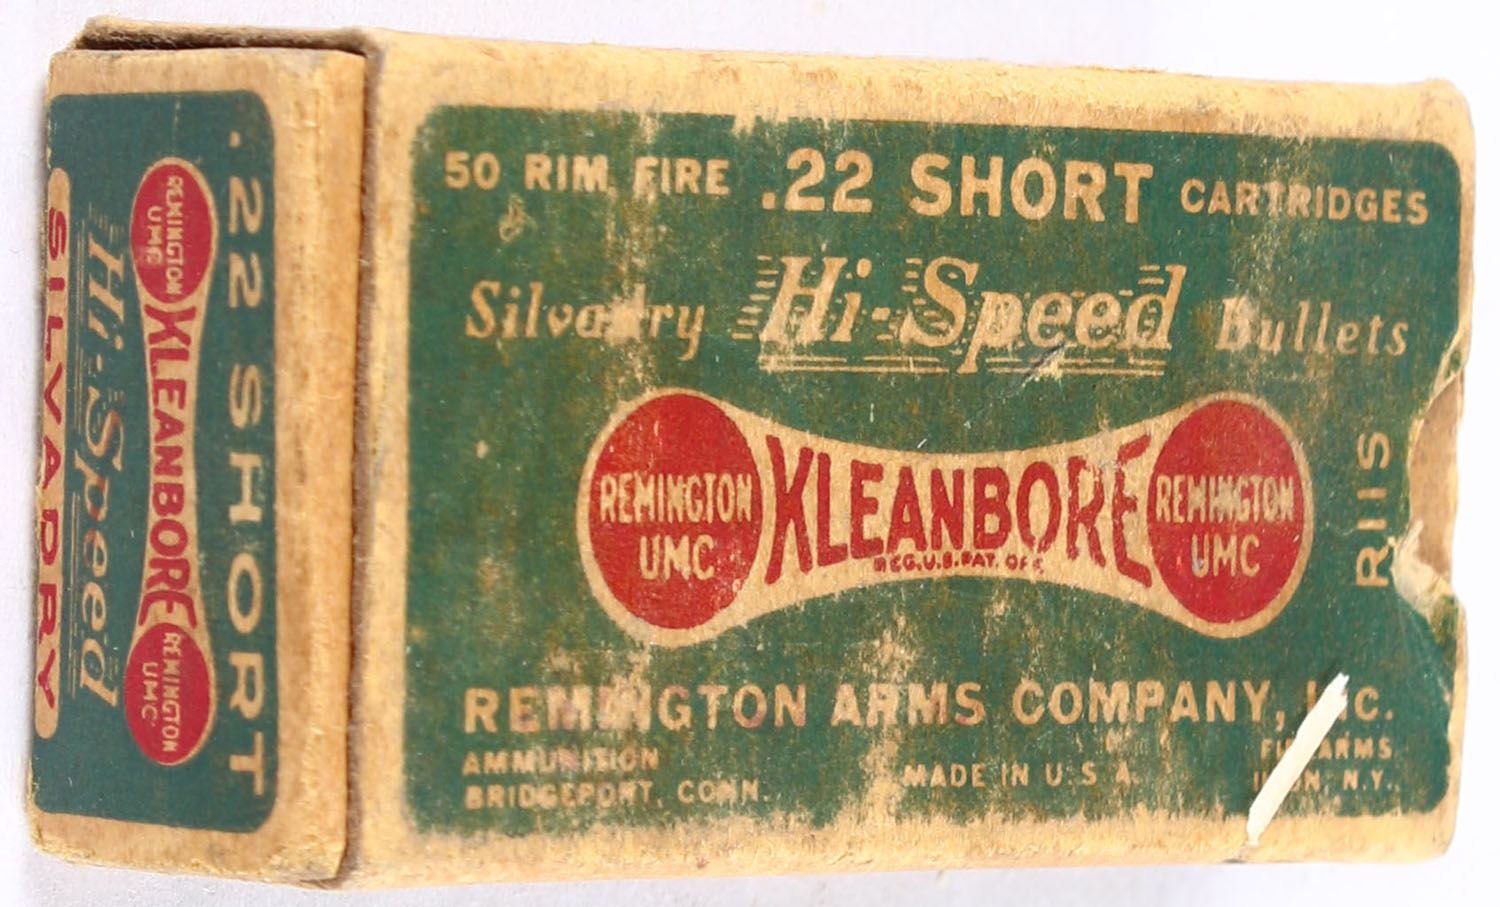 50 RIM FIRE .22 SHORT CARTRIDGES
Silvadry Hi-Speed Bullets
REMINGTON UMC KLEANBORE REMINGTON UMC
REG. U.S. PAT. OFF.
R11S
REMINGTON ARMS COMPANY, INC.
AMMUNITION
BRIDGEPORT, CONN.
MADE IN U.S.A.
FIREARMS
ILION, N.Y.
.22 SHORT
REMINGTON UMC KLEANBORE REMINGTON UMC
Hi-Speed
SILVADRY